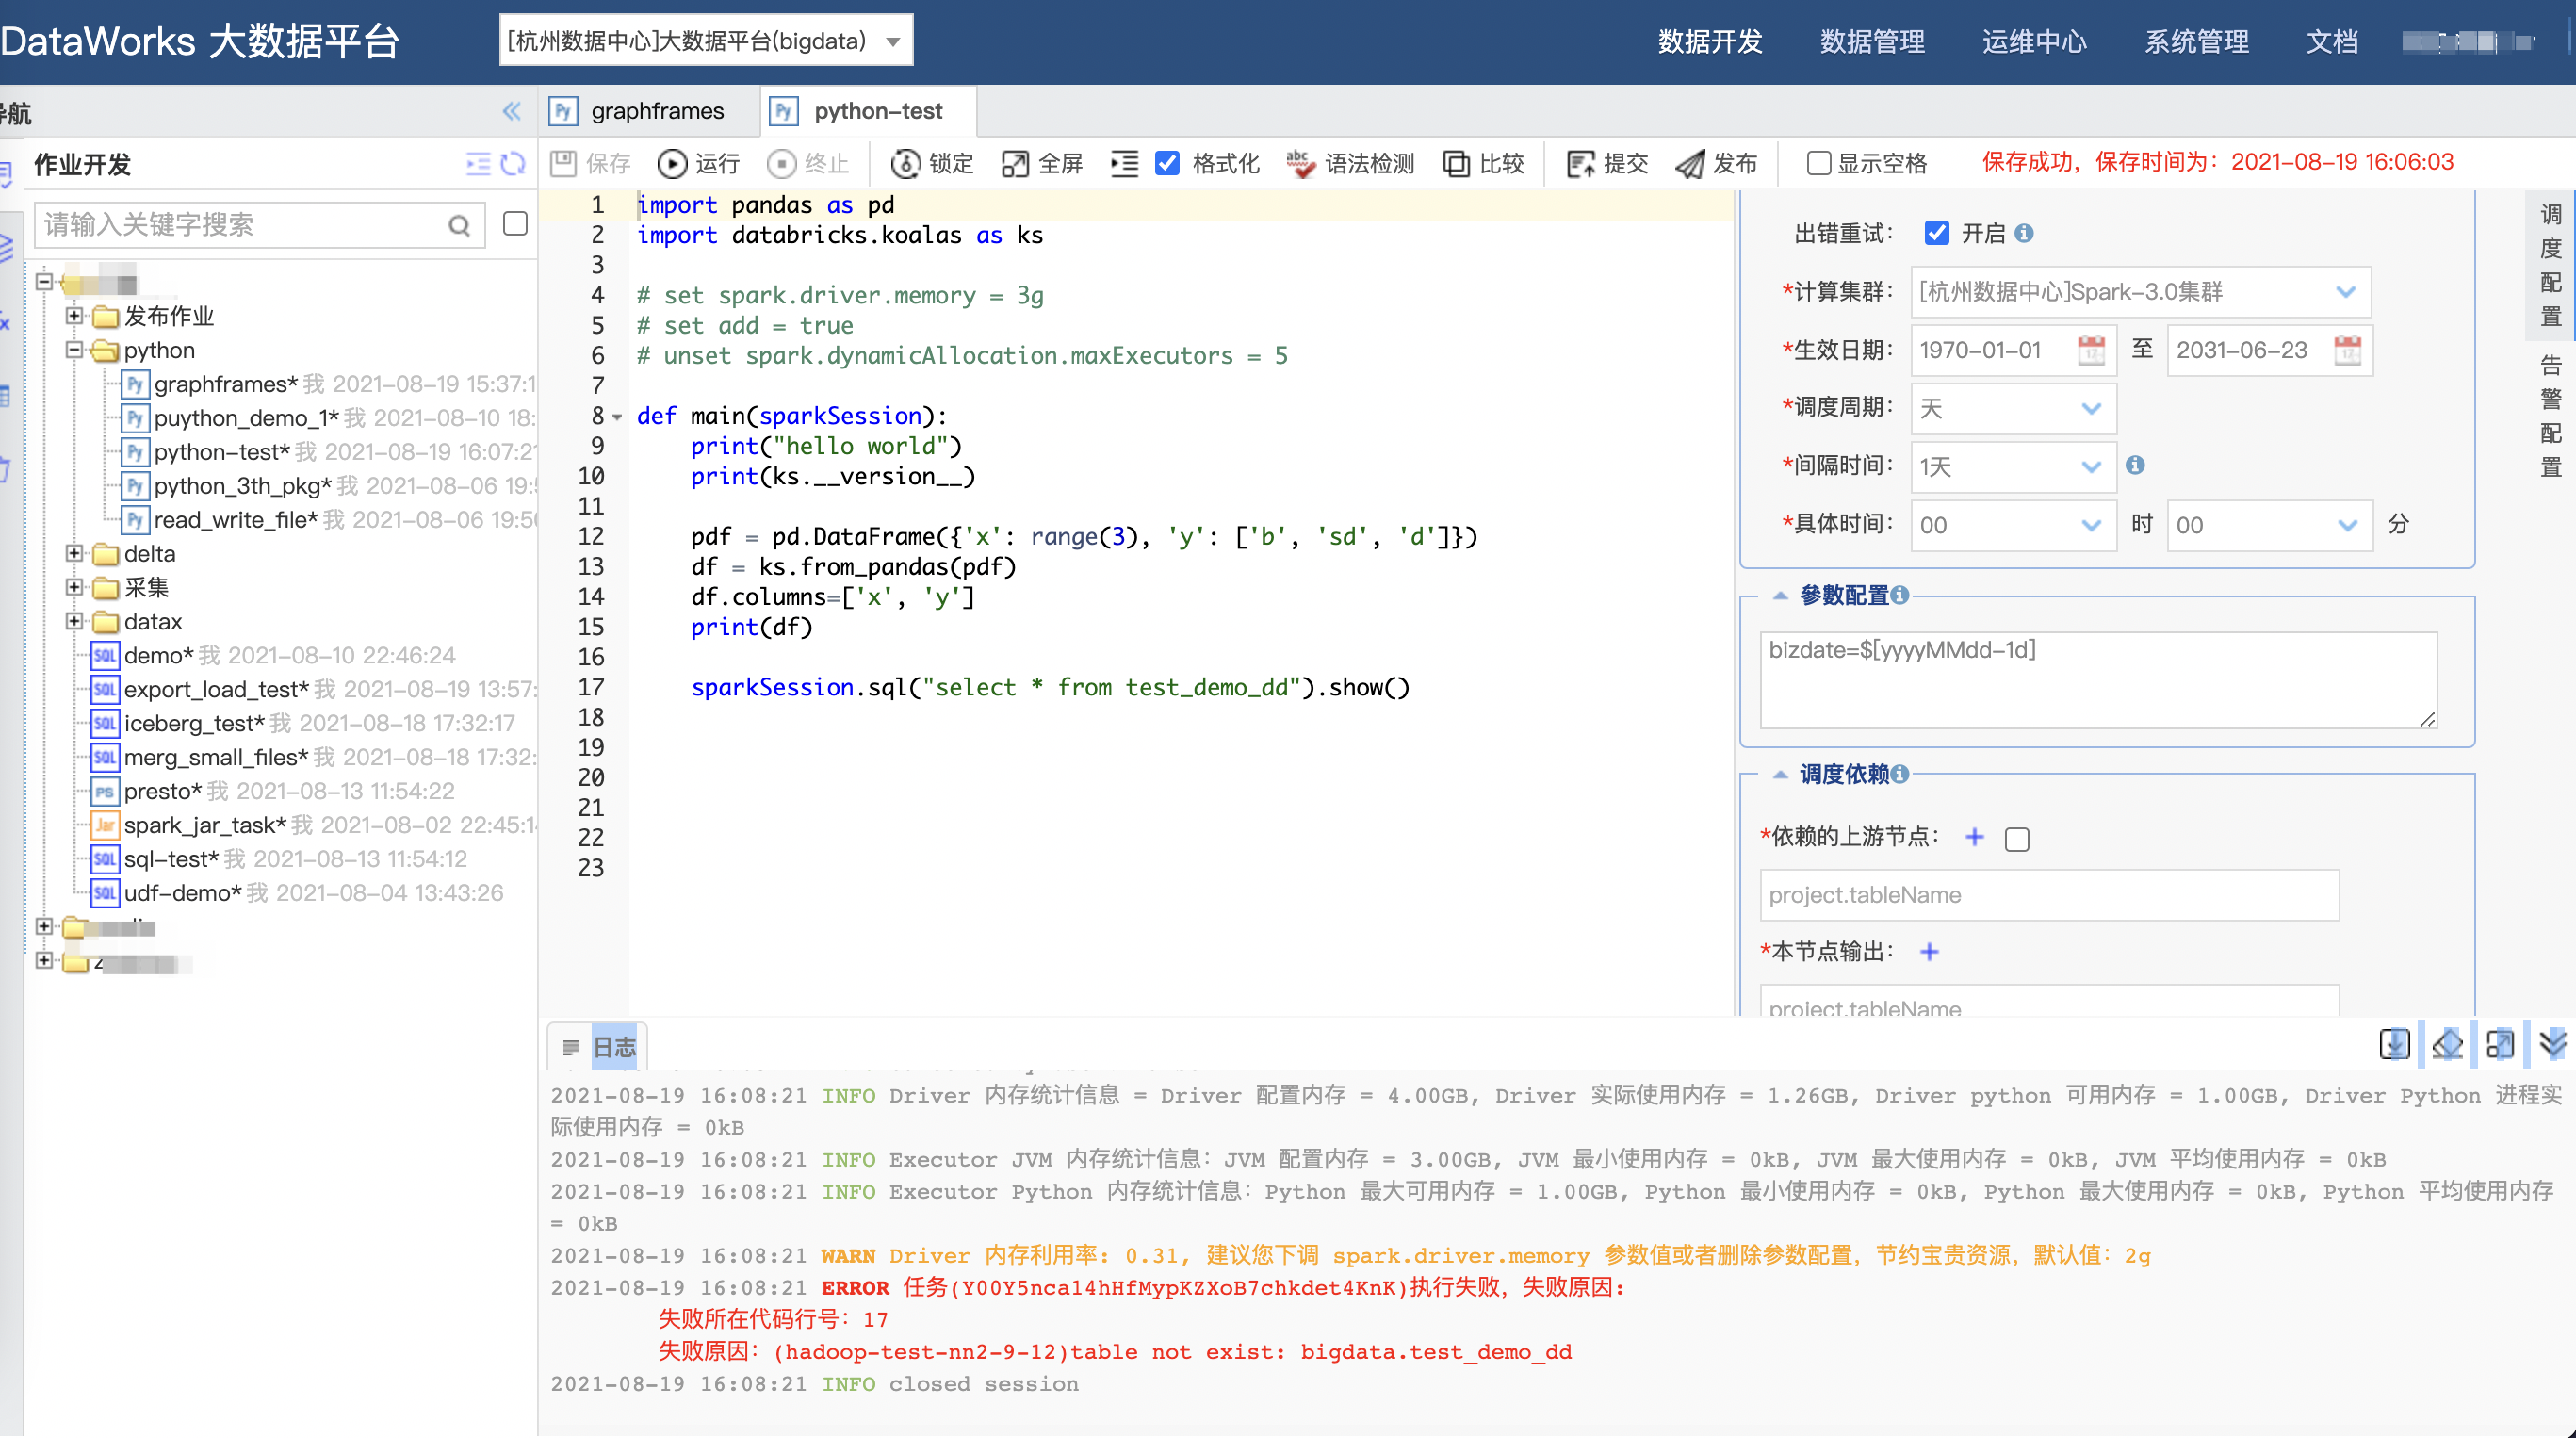 DataWorks 大数据平台
[杭州数据中心]大数据平台(bigdata)
数据开发 数据管理 运维中心 系统管理 文档
导航
graphframes
python-test
作业开发
保存 运行 终止 锁定 全屏 格式化 语法检测 比较 提交 发布 显示空格 保存成功，保存时间为：2021-08-19 16:06:03
请输入关键字搜索
发布作业
python
graphframes* 我 2021-08-19 15:37:1
puython_demo_1* 我 2021-08-10 18:
python-test* 我 2021-08-19 16:07:21
python_3th_pkg* 我 2021-08-06 19:
read_write_file* 我 2021-08-06 19:50
delta
采集
datax
demo* 我 2021-08-10 22:46:24
export_load_test* 我 2021-08-19 13:57:
iceberg_test* 我 2021-08-18 17:32:17
merg_small_files* 我 2021-08-18 17:32:
presto* 我 2021-08-13 11:54:22
spark_jar_task* 我 2021-08-02 22:45:14
sql-test* 我 2021-08-13 11:54:12
udf-demo* 我 2021-08-04 13:43:26
1 import pandas as pd
2 import databricks.koalas as ks
3
4 # set spark.driver.memory = 3g
5 # set add = true
6 # unset spark.dynamicAllocation.maxExecutors = 5
7
8 def main(sparkSession):
9 print("hello world")
10 print(ks.__version__)
11
12 pdf = pd.DataFrame({'x': range(3), 'y': ['b', 'sd', 'd']})
13 df = ks.from_pandas(pdf)
14 df.columns=['x', 'y']
15 print(df)
16
17 sparkSession.sql("select * from test_demo_dd").show()
18
19
20
21
22
23
出错重试： 开启
*计算集群： [杭州数据中心]Spark-3.0集群
*生效日期： 1970-01-01 至 2031-06-23
*调度周期： 天
*间隔时间： 1天
*具体时间： 00 时 00 分
参数配置
bizdate=$[yyyyMMdd-1d]
调度依赖
*依赖的上游节点： +
project.tableName
*本节点输出： +
project.tableName
调度配置
告警配置
日志
2021-08-19 16:08:21 INFO Driver 内存统计信息 = Driver 配置内存 = 4.00GB, Driver 实际使用内存 = 1.26GB, Driver python 可用内存 = 1.00GB, Driver Python 进程实
际使用内存 = 0kB
2021-08-19 16:08:21 INFO Executor JVM 内存统计信息：JVM 配置内存 = 3.00GB, JVM 最小使用内存 = 0kB, JVM 最大使用内存 = 0kB, JVM 平均使用内存 = 0kB
2021-08-19 16:08:21 INFO Executor Python 内存统计信息：Python 最大可用内存 = 1.00GB, Python 最小使用内存 = 0kB, Python 最大使用内存 = 0kB, Python 平均使用内存
= 0kB
2021-08-19 16:08:21 WARN Driver 内存利用率: 0.31, 建议您下调 spark.driver.memory 参数值或者删除参数配置，节约宝贵资源，默认值：2g
2021-08-19 16:08:21 ERROR 任务(Y00Y5nca14hHfMypKZXoB7chkdet4KnK)执行失败，失败原因：
失败所在代码行号：17
失败原因：(hadoop-test-nn2-9-12)table not exist: bigdata.test_demo_dd
2021-08-19 16:08:21 INFO closed session